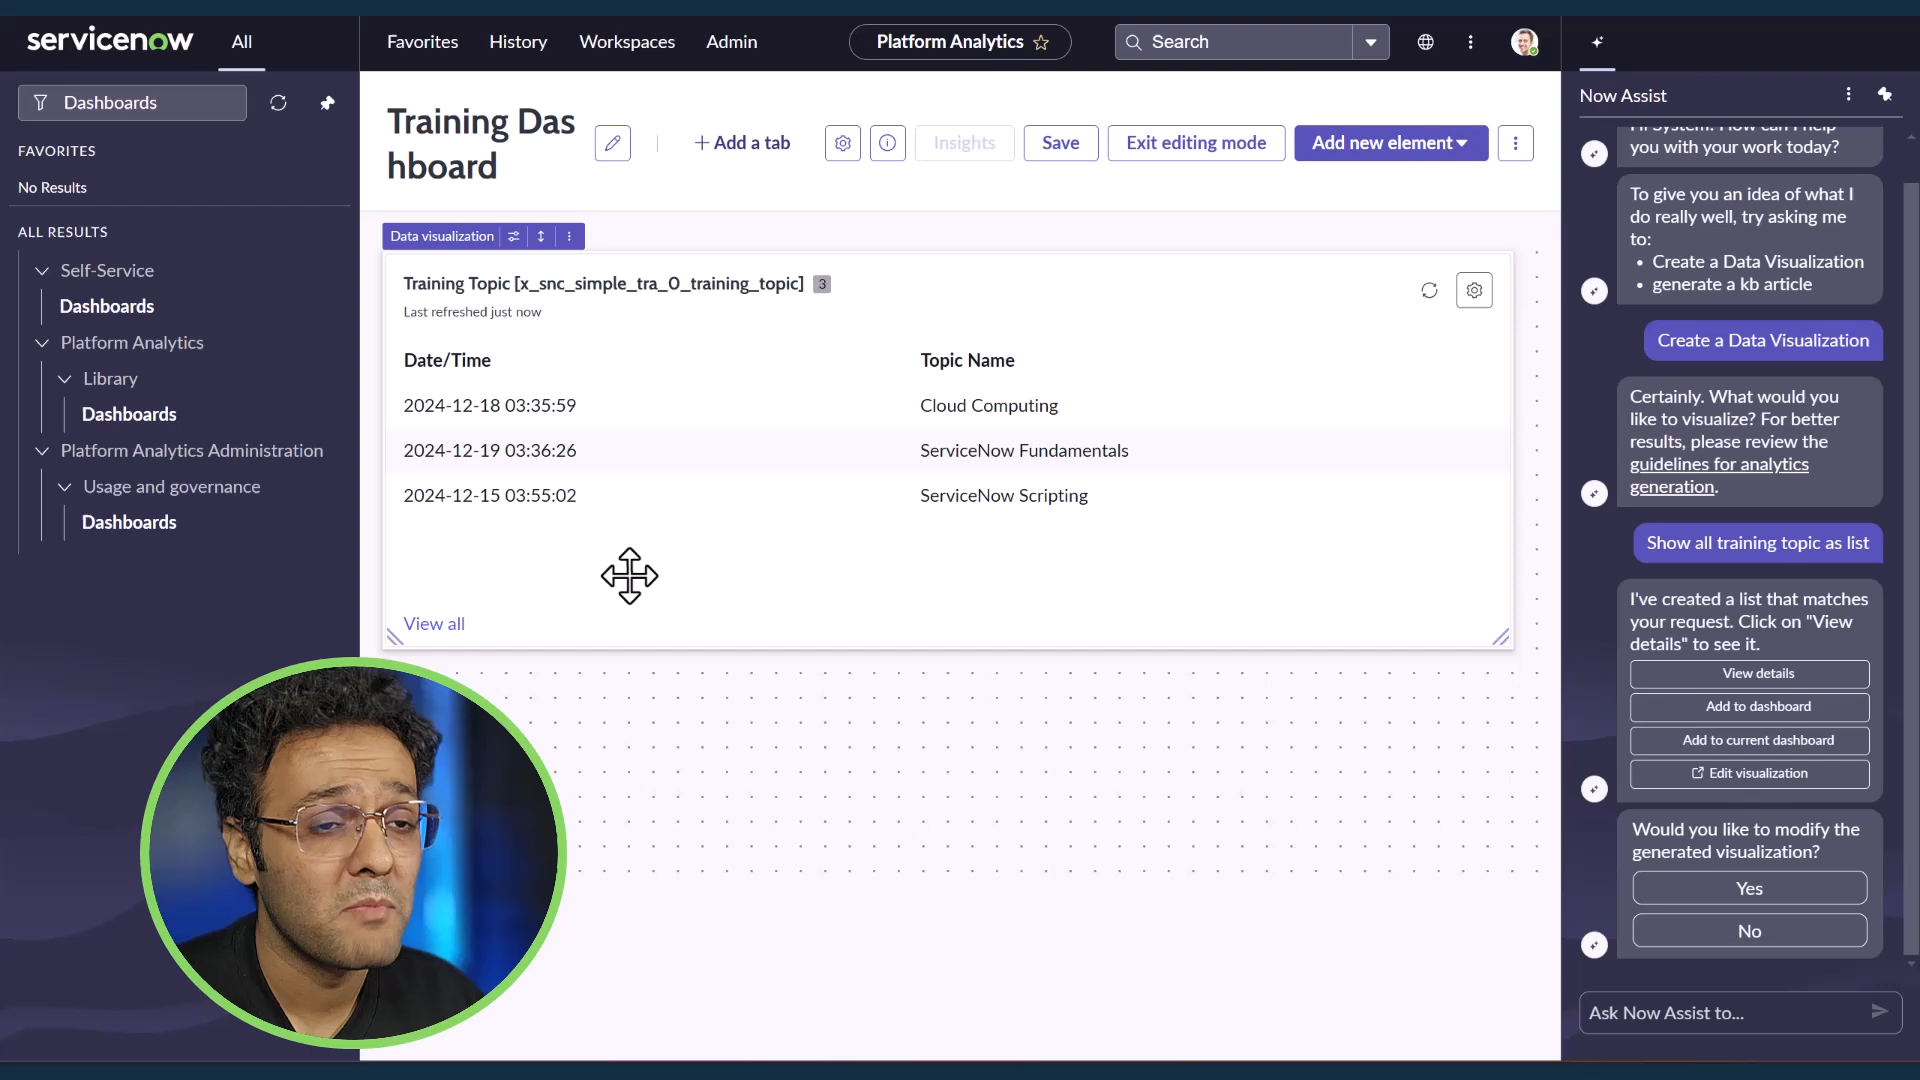 servicenow
All
Favorites
History
Workspaces
Admin
Platform Analytics
Search
Dashboards
FAVORITES
No Results
ALL RESULTS
Self-Service
Dashboards
Platform Analytics
Library
Dashboards
Platform Analytics Administration
Usage and governance
Dashboards
Training Das
hboard
+ Add a tab
Insights
Save
Exit editing mode
Add new element
Data visualization
Training Topic [x_snc_simple_tra_0_training_topic] 3
Last refreshed just now
Date/Time Topic Name
2024-12-18 03:35:59 Cloud Computing
2024-12-19 03:36:26 ServiceNow Fundamentals
2024-12-15 03:55:02 ServiceNow Scripting
View all
Now Assist
Hi System. How can I help
you with your work today?
To give you an idea of what I
do really well, try asking me
to:
• Create a Data Visualization
• generate a kb article
Create a Data Visualization
Certainly. What would you
like to visualize? For better
results, please review the
guidelines for analytics
generation.
Show all training topic as list
I've created a list that matches
your request. Click on "View
details" to see it.
View details
Add to dashboard
Add to current dashboard
Edit visualization
Would you like to modify the
generated visualization?
Yes
No
Ask Now Assist to...